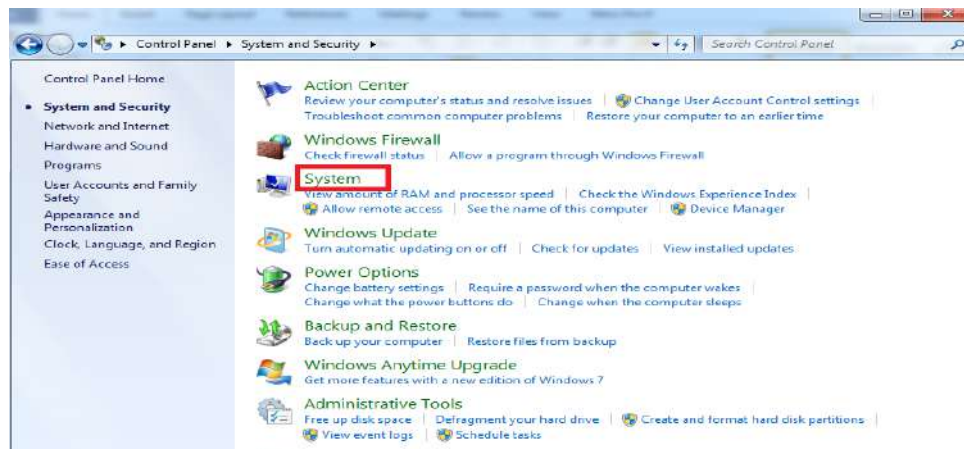 Control Panel ▸ System and Security ▸
Search Control Panel
Control Panel Home
System and Security
Network and Internet
Hardware and Sound
Programs
User Accounts and Family
Safety
Appearance and
Personalization
Clock, Language, and Region
Ease of Access
Action Center
Review your computer's status and resolve issues | Change User Account Control settings |
Troubleshoot common computer problems | Restore your computer to an earlier time
Windows Firewall
Check firewall status | Allow a program through Windows Firewall
System
View amount of RAM and processor speed | Check the Windows Experience Index |
Allow remote access | See the name of this computer | Device Manager
Windows Update
Turn automatic updating on or off | Check for updates | View installed updates
Power Options
Change battery settings | Require a password when the computer wakes |
Change what the power buttons do | Change when the computer sleeps
Backup and Restore
Back up your computer | Restore files from backup
Windows Anytime Upgrade
Get more features with a new edition of Windows 7
Administrative Tools
Free up disk space | Defragment your hard drive | Create and format hard disk partitions |
View event logs | Schedule tasks